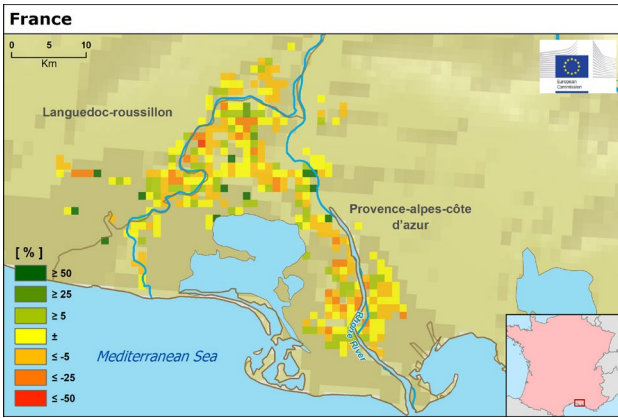 France
0 5 10
Km
European
Commission
Languedoc-roussillon
Provence-alpes-côte
d'azur
[ % ]
≥ 50
≥ 25
≥ 5
±
≤ -5
≤ -25
≤ -50
Rhone River
Mediterranean Sea